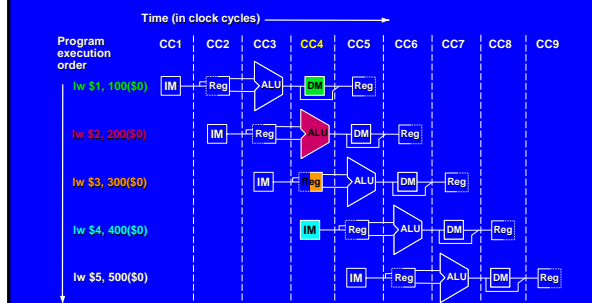 Time (in clock cycles)
Program
execution
order
CC1 CC2 CC3 CC4 CC5 CC6 CC7 CC8 CC9
lw $1, 100($0) IM Reg ALU DM Reg
lw $2, 200($0) IM Reg ALU DM Reg
lw $3, 300($0) IM Reg ALU DM Reg
lw $4, 400($0) IM Reg ALU DM Reg
lw $5, 500($0) IM Reg ALU DM Reg